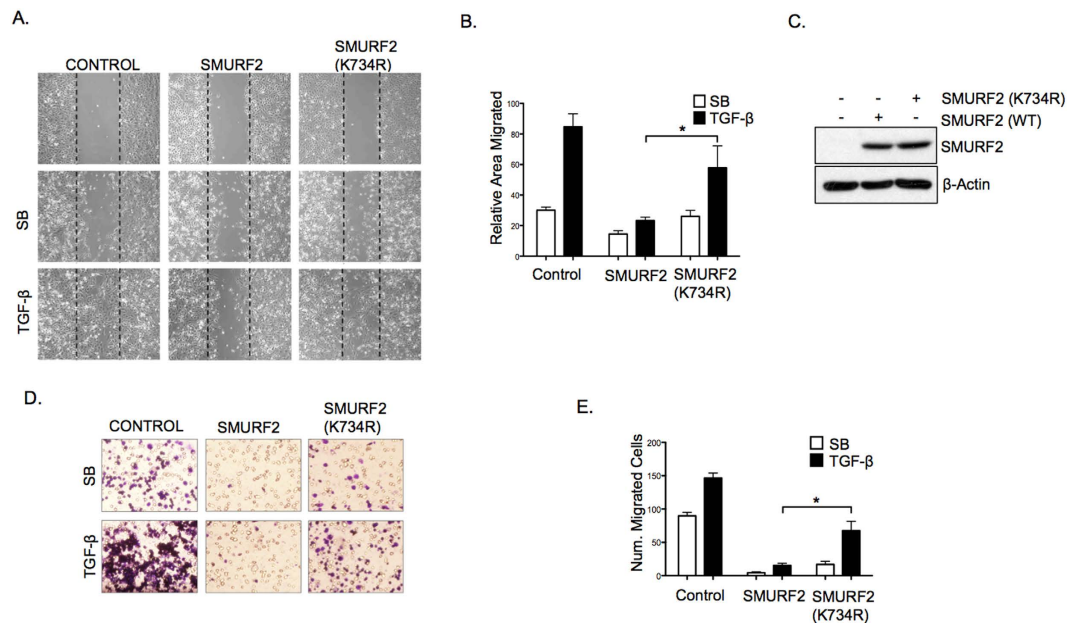 A.
CONTROL
SMURF2
SMURF2
(K734R)
SB
TGF-β
B.
Relative Area Migrated
100
80
60
40
20
0
SB
TGF-β
*
Control
SMURF2
SMURF2
(K734R)
C.
- - + SMURF2 (K734R)
- + - SMURF2 (WT)
SMURF2
β-Actin
D.
CONTROL
SMURF2
SMURF2
(K734R)
SB
TGF-β
E.
Num. Migrated Cells
200
150
100
50
0
SB
TGF-β
*
Control
SMURF2
SMURF2
(K734R)